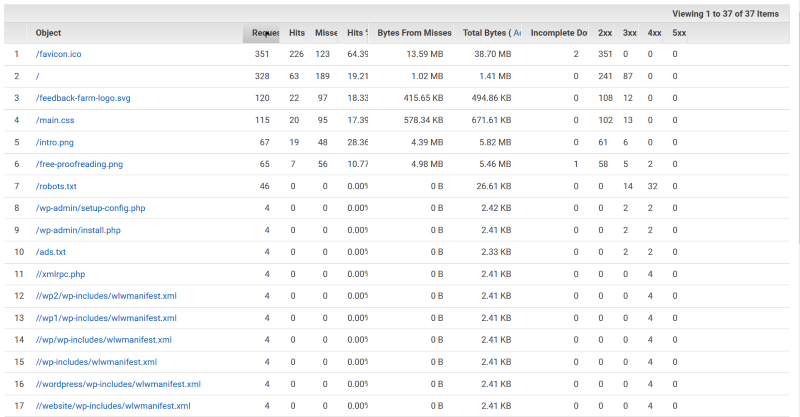 Viewing 1 to 37 of 37 Items
Object Reques Hits Misse Hits % Bytes From Misses Total Bytes ( Incomplete Do 2xx 3xx 4xx 5xx
1 /favicon.ico 351 226 123 64.39 13.59 MB 38.70 MB 2 351 0 0 0
2 / 328 63 189 19.21 1.02 MB 1.41 MB 0 241 87 0 0
3 /feedback-farm-logo.svg 120 22 97 18.33 415.65 KB 494.86 KB 0 108 12 0 0
4 /main.css 115 20 95 17.39 578.34 KB 671.61 KB 0 102 13 0 0
5 /intro.png 67 19 48 28.36 4.39 MB 5.82 MB 0 61 6 0 0
6 /free-proofreading.png 65 7 56 10.77 4.98 MB 5.46 MB 1 58 5 2 0
7 /robots.txt 46 0 0 0.00% 0 B 26.61 KB 0 0 14 32 0
8 /wp-admin/setup-config.php 4 0 0 0.00% 0 B 2.42 KB 0 0 2 2 0
9 /wp-admin/install.php 4 0 0 0.00% 0 B 2.41 KB 0 0 2 2 0
10 /ads.txt 4 0 0 0.00% 0 B 2.33 KB 0 0 2 2 0
11 //xmlrpc.php 4 0 0 0.00% 0 B 2.41 KB 0 0 0 4 0
12 //wp2/wp-includes/wlwmanifest.xml 4 0 0 0.00% 0 B 2.41 KB 0 0 0 4 0
13 //wp1/wp-includes/wlwmanifest.xml 4 0 0 0.00% 0 B 2.41 KB 0 0 0 4 0
14 //wp/wp-includes/wlwmanifest.xml 4 0 0 0.00% 0 B 2.41 KB 0 0 0 4 0
15 //wp-includes/wlwmanifest.xml 4 0 0 0.00% 0 B 2.41 KB 0 0 0 4 0
16 //wordpress/wp-includes/wlwmanifest.xml 4 0 0 0.00% 0 B 2.41 KB 0 0 0 4 0
17 //website/wp-includes/wlwmanifest.xml 4 0 0 0.00% 0 B 2.41 KB 0 0 0 4 0